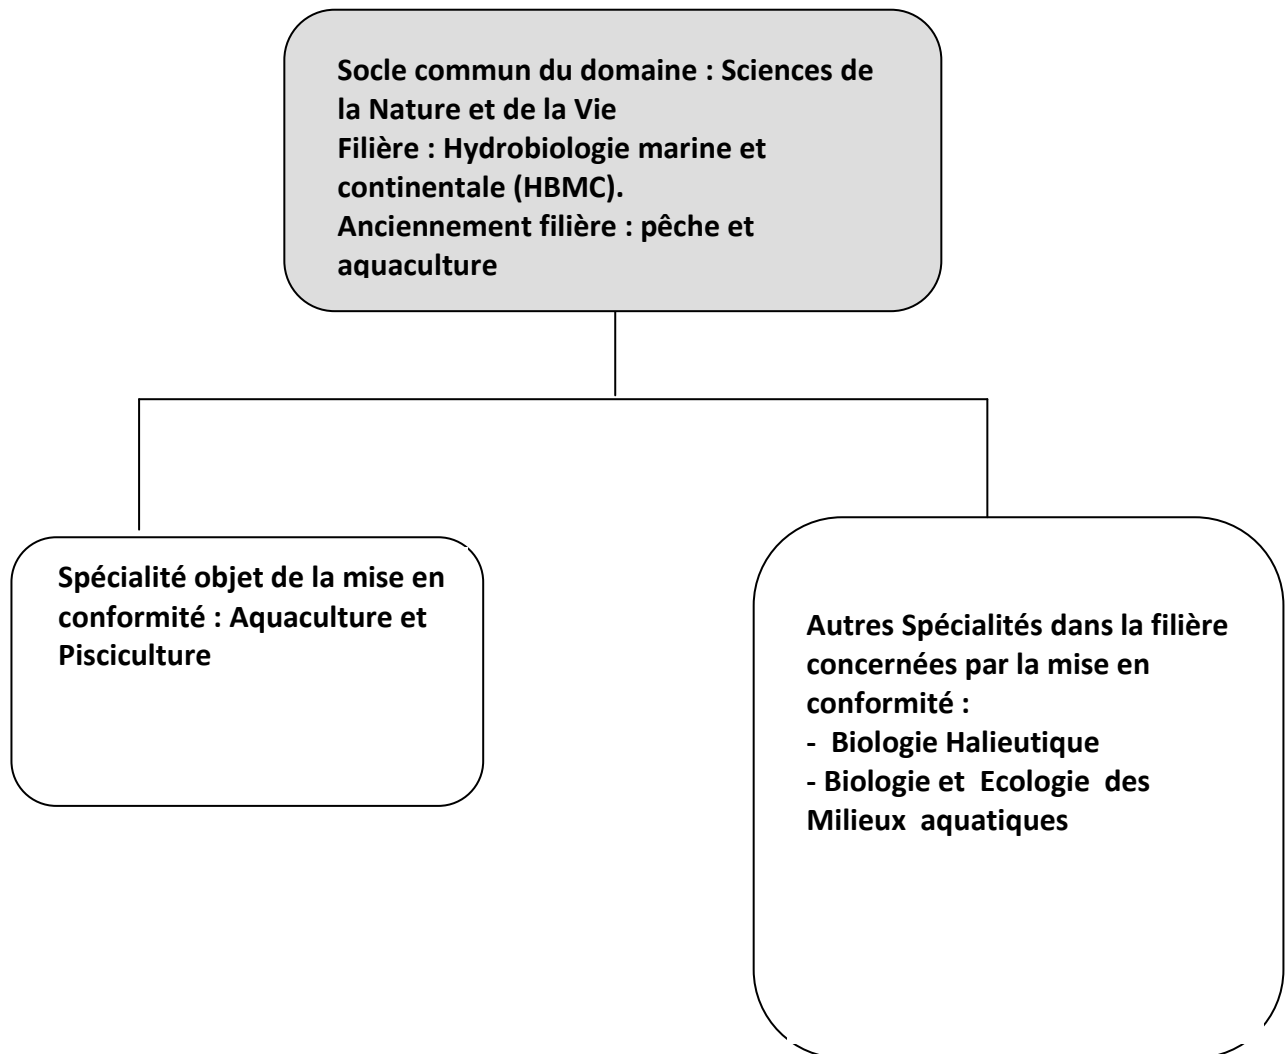 Socle commun du domaine : Sciences de
la Nature et de la Vie
Filière : Hydrobiologie marine et
continentale (HBMC).
Anciennement filière : pêche et
aquaculture
Spécialité objet de la mise en
conformité : Aquaculture et
Pisciculture
Autres Spécialités dans la filière
concernées par la mise en
conformité :
- Biologie Halieutique
- Biologie et Ecologie des
Milieux aquatiques